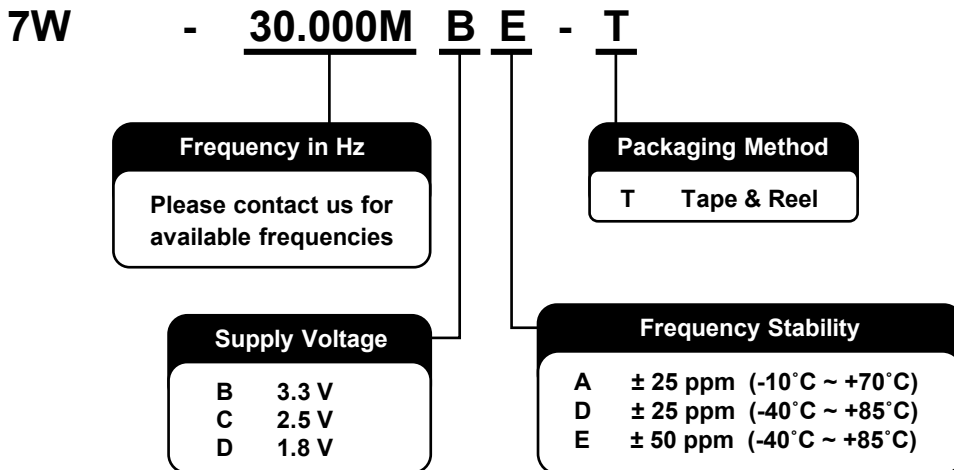 7W - 30.000M B E - T
Frequency in Hz
Please contact us for
available frequencies
Packaging Method
T Tape & Reel
Supply Voltage
B 3.3 V
C 2.5 V
D 1.8 V
Frequency Stability
A ± 25 ppm (-10˚C ~ +70˚C)
D ± 25 ppm (-40˚C ~ +85˚C)
E ± 50 ppm (-40˚C ~ +85˚C)